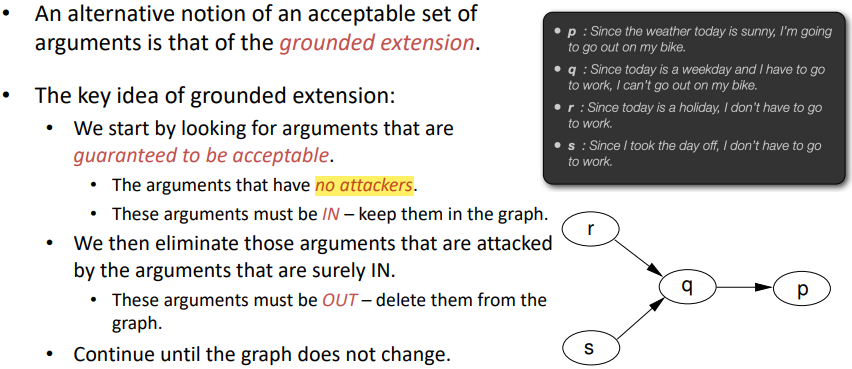 • An alternative notion of an acceptable set of
arguments is that of the grounded extension.
• The key idea of grounded extension:
• We start by looking for arguments that are
guaranteed to be acceptable.
• The arguments that have no attackers.
• These arguments must be IN – keep them in the graph.
• We then eliminate those arguments that are attacked
by the arguments that are surely IN.
• These arguments must be OUT – delete them from the
graph.
• Continue until the graph does not change.
• p : Since the weather today is sunny, I'm going
to go out on my bike.
• q : Since today is a weekday and I have to go
to work, I can't go out on my bike.
• r : Since today is a holiday, I don't have to go
to work.
• s : Since I took the day off, I don't have to go
to work.
r
q
p
s